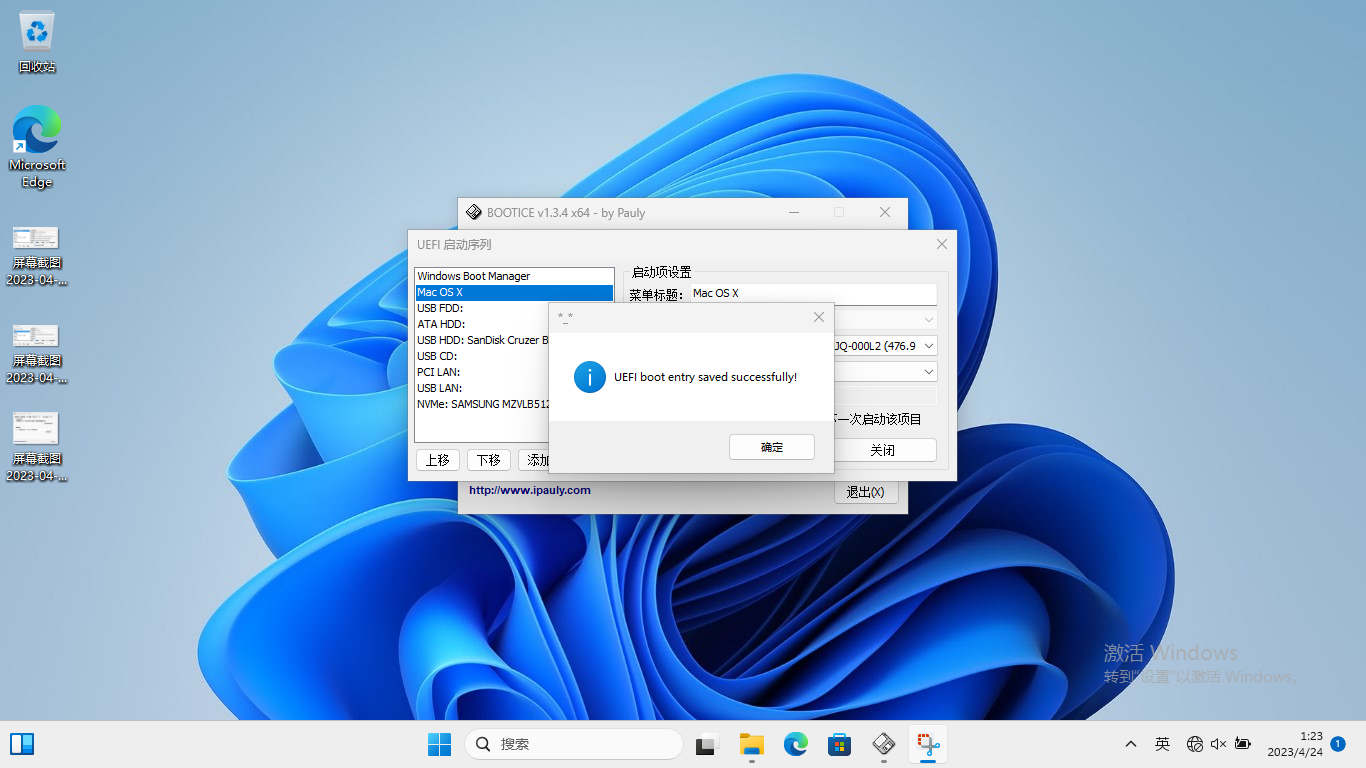 回收站
Microsoft
Edge
屏幕截图
2023-04-...
屏幕截图
2023-04-...
屏幕截图
2023-04-...
BOOTICE v1.3.4 x64 - by Pauly
UEFI 启动序列
Windows Boot Manager
Mac OS X
USB FDD:
ATA HDD:
USB HDD: SanDisk Cruzer B
USB CD:
PCI LAN:
USB LAN:
NVMe: SAMSUNG MZVLB512
上移
下移
添加
启动项设置
菜单标题:
Mac OS X
JQ-000L2 (476.9
一次启动该项目
关闭
*_*
UEFI boot entry saved successfully!
确定
http://www.ipauly.com
退出(X)
激活 Windows
转到"设置"以激活 Windows。
搜索
英
1:23
2023/4/24
1